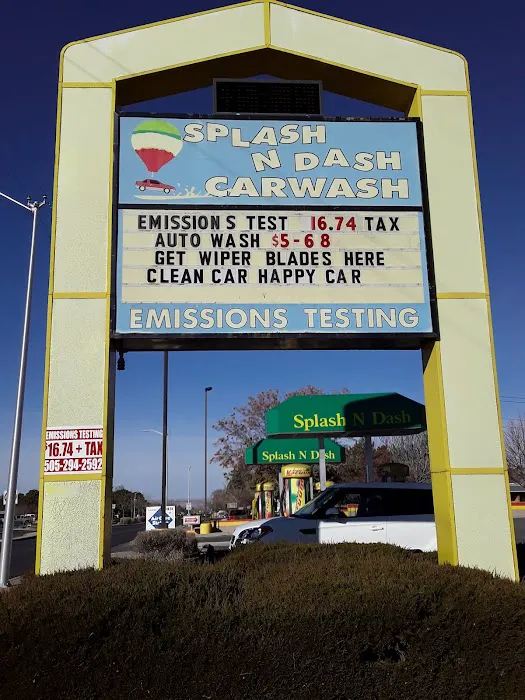 SPLASH
N DASH
CARWASH
EMISSIONS TEST 16.74 TAX
AUTO WASH $5-68
GET WIPER BLADES HERE
CLEAN CAR HAPPY CAR
EMISSIONS TESTING
EMISSIONS TESTING
$16.74 + TAX
505-294-2592
Splash N Dash
Splash N Dash